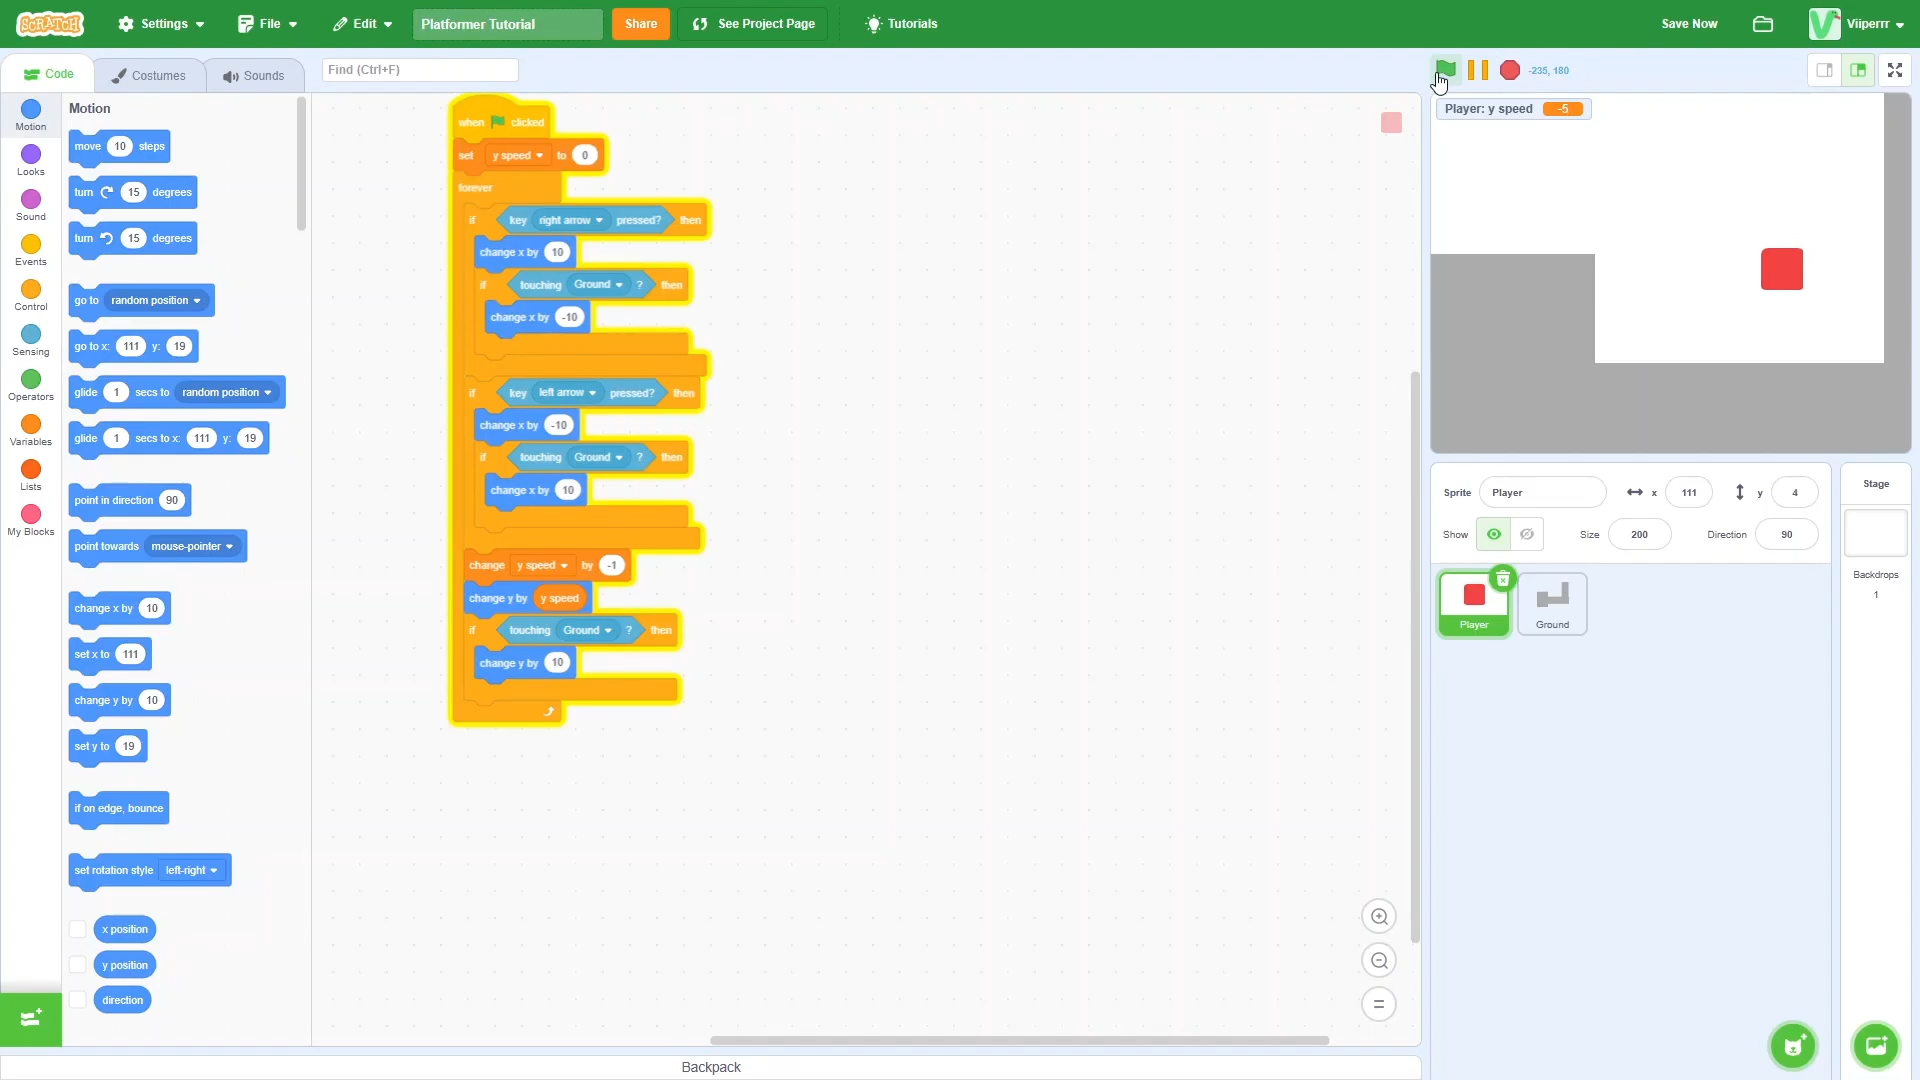 SCRATCH Settings File Edit Platformer Tutorial Share See Project Page Tutorials Save Now Viiperrr
Code Costumes Sounds Find (Ctrl+F) -235, 180
Motion
Looks
Sound
Events
Control
Sensing
Operators
Variables
Lists
My Blocks
Motion
move 10 steps
turn 15 degrees
turn 15 degrees
go to random position
go to x: 111 y: 19
glide 1 secs to random position
glide 1 secs to x: 111 y: 19
point in direction 90
point towards mouse-pointer
change x by 10
set x to 111
change y by 10
set y to 19
if on edge, bounce
set rotation style left-right
x position
y position
direction
when clicked
set y speed to 0
forever
if key right arrow pressed? then
change x by 10
if touching Ground ? then
change x by -10
if key left arrow pressed? then
change x by -10
if touching Ground ? then
change x by 10
change y speed by -1
change y by y speed
if touching Ground ? then
change y by 10
Player: y speed -5
Sprite Player x 111 y 4
Show Size 200 Direction 90
Player
Ground
Stage
Backdrops
1
Backpack